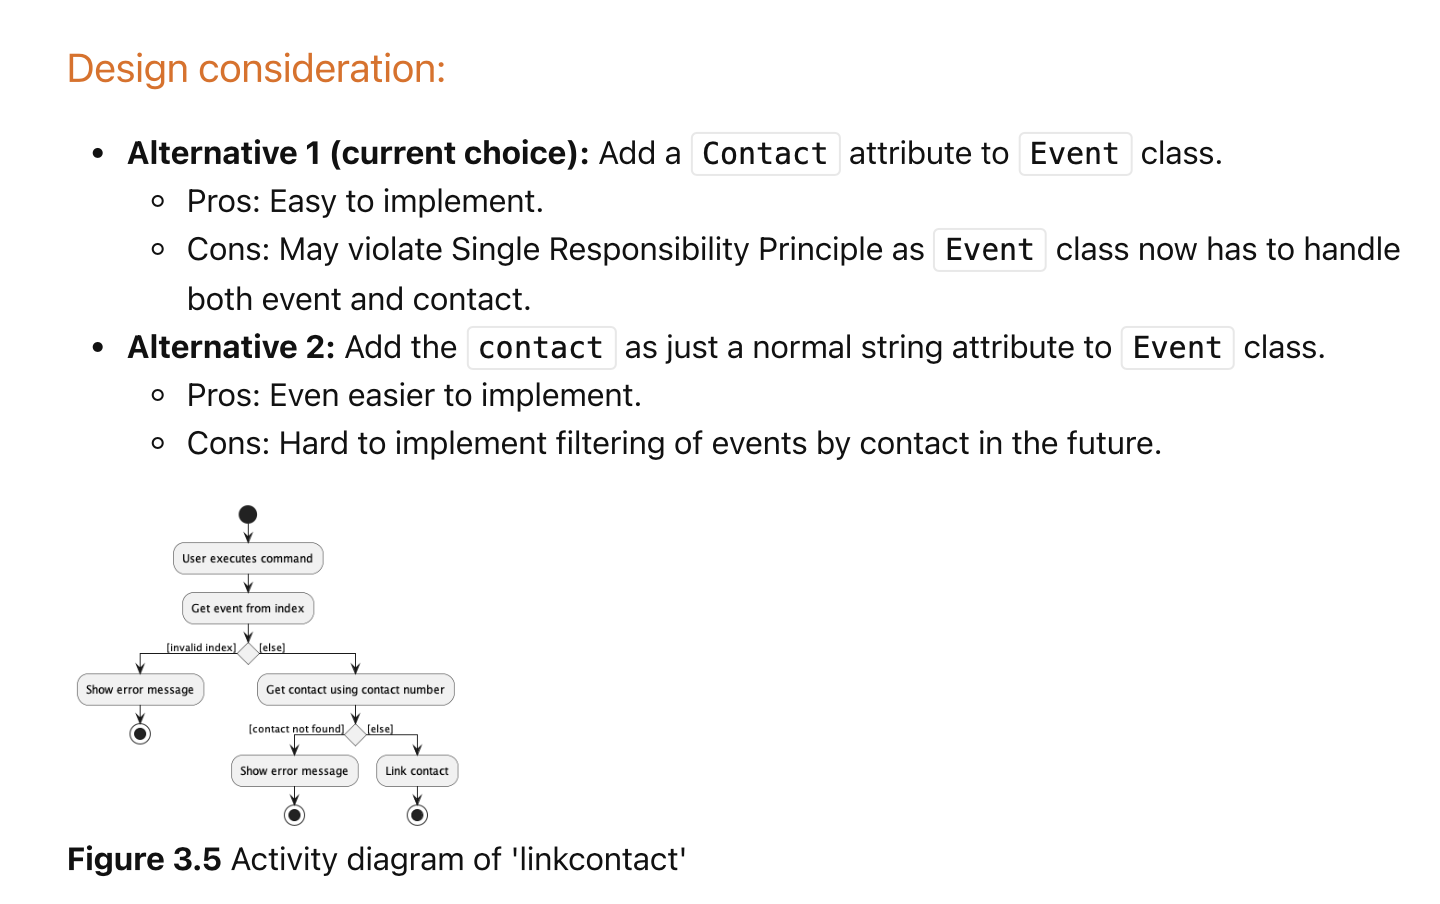 Design consideration:
• Alternative 1 (current choice): Add a Contact attribute to Event class.
Pros: Easy to implement.
Cons: May violate Single Responsibility Principle as Event class now has to handle
both event and contact.
• Alternative 2: Add the contact as just a normal string attribute to Event class.
Pros: Even easier to implement.
Cons: Hard to implement filtering of events by contact in the future.
User executes command
Get event from index
[invalid index] [else]
Show error message
Get contact using contact number
[contact not found] [else]
Show error message
Link contact
Figure 3.5 Activity diagram of 'linkcontact'